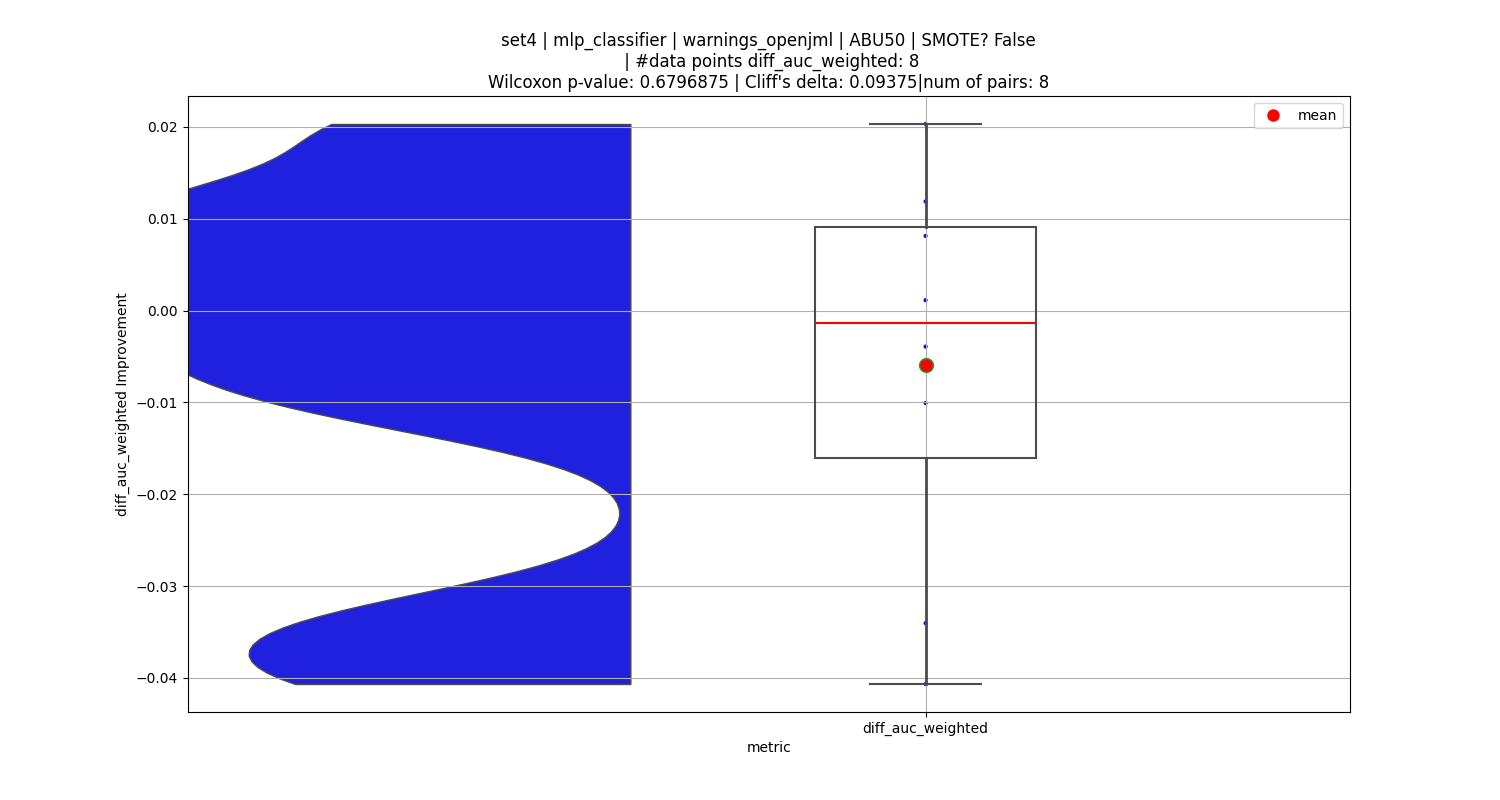 set4 | mlp_classifier | warnings_openjml | ABU50 | SMOTE? False
| #data points diff_auc_weighted: 8
Wilcoxon p-value: 0.6796875 | Cliff's delta: 0.09375|num of pairs: 8
mean
0.02
0.01
0.00
−0.01
−0.02
−0.03
−0.04
diff_auc_weighted Improvement
diff_auc_weighted
metric